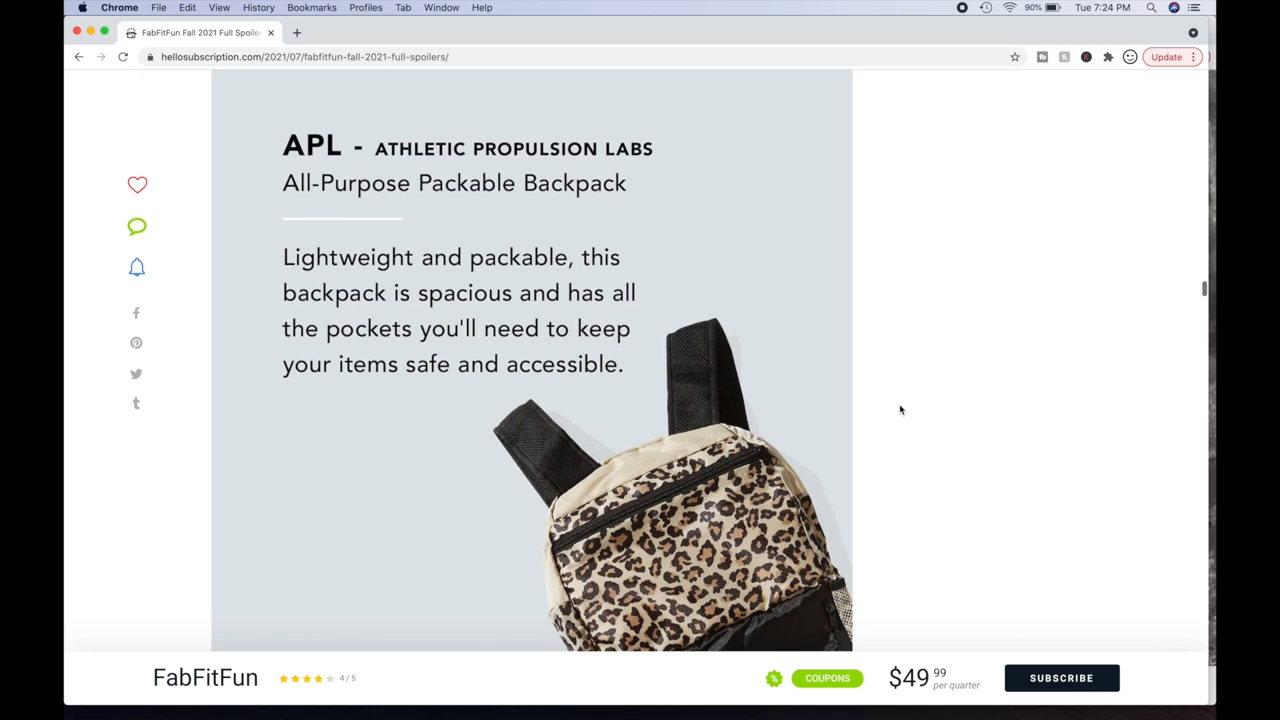 Chrome File Edit View History Bookmarks Profiles Tab Window Help 90% Tue 7:24 PM
FabFitFun Fall 2021 Full Spoile
hellosubscription.com/2021/07/fabfitfun-fall-2021-full-spoilers/ Update
APL - ATHLETIC PROPULSION LABS
All-Purpose Packable Backpack
Lightweight and packable, this
backpack is spacious and has all
the pockets you'll need to keep
your items safe and accessible.
FabFitFun 4 / 5 COUPONS $49 99 per quarter SUBSCRIBE